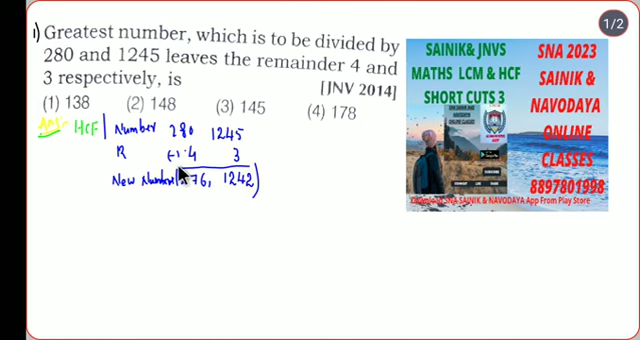 1/2
1) Greatest number, which is to be divided by
280 and 1245 leaves the remainder 4 and
3 respectively, is
[JNV 2014]
(1) 138 (2) 148 (3) 145 (4) 178
Ans:- HCF Number 280 1245
R (-) 4 3
New Number 276, 1242)
SAINIK& JNVS
MATHS LCM & HCF
SHORT CUTS 3
SNA 2023
SAINIK &
NAVODAYA
ONLINE
CLASSES
8897801998
SNA SAINIK & NAVODAYA App From Play Store